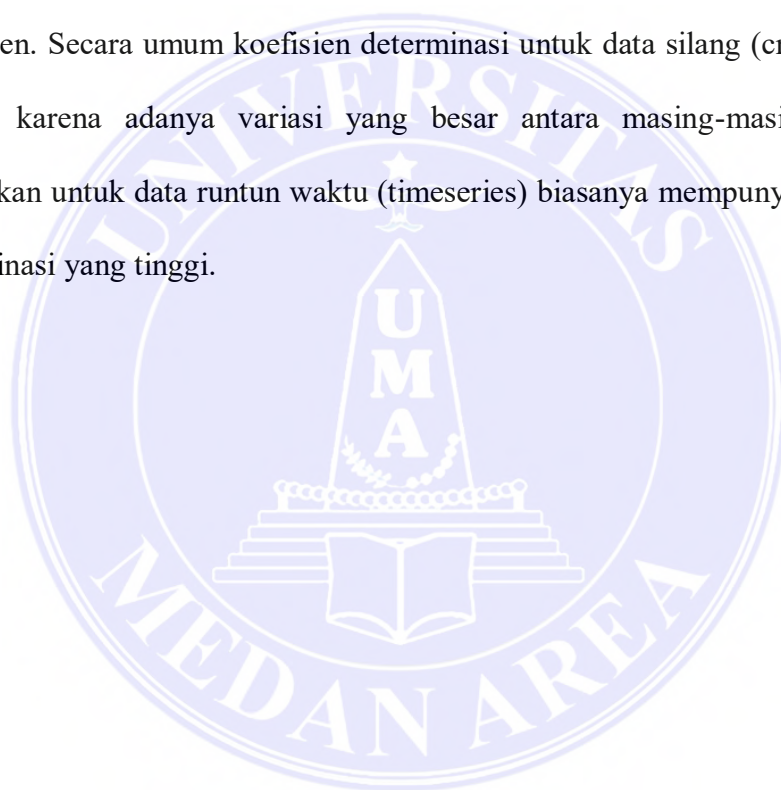 en. Secara umum koefisien determinasi untuk data silang (cr
karena adanya variasi yang besar antara masing-masi
kan untuk data runtun waktu (timeseries) biasanya mempuny
inasi yang tinggi.
UNIVERSITAS
UMA
MEDAN AREA